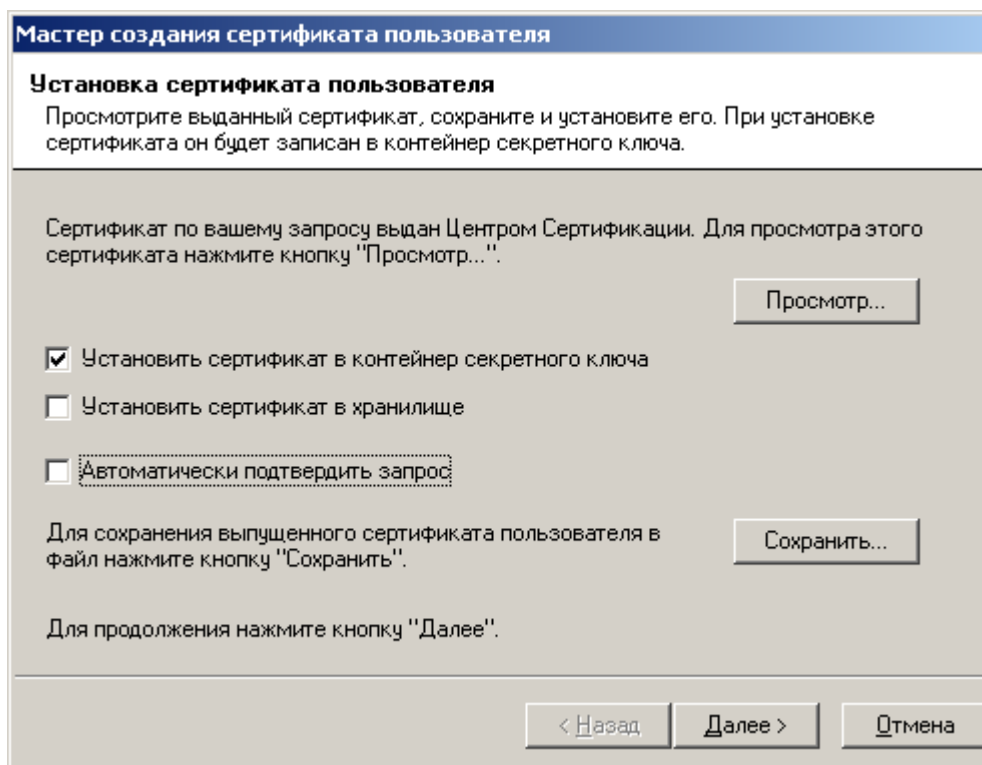 Мастер создания сертификата пользователя
Установка сертификата пользователя
Просмотрите выданный сертификат, сохраните и установите его. При установке
сертификата он будет записан в контейнер секретного ключа.
Сертификат по вашему запросу выдан Центром Сертификации. Для просмотра этого
сертификата нажмите кнопку "Просмотр...".
Просмотр...
Установить сертификат в контейнер секретного ключа
Установить сертификат в хранилище
Автоматически подтвердить запрос
Для сохранения выпущенного сертификата пользователя в
файл нажмите кнопку "Сохранить".
Сохранить...
Для продолжения нажмите кнопку "Далее".
< Назад
Далее >
Отмена